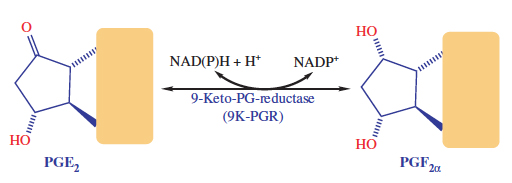 O
HO
PGE₂
NAD(P)H + H⁺
NADP⁺
9-Keto-PG-reductase
(9K-PGR)
HO
HO
PGF₂α